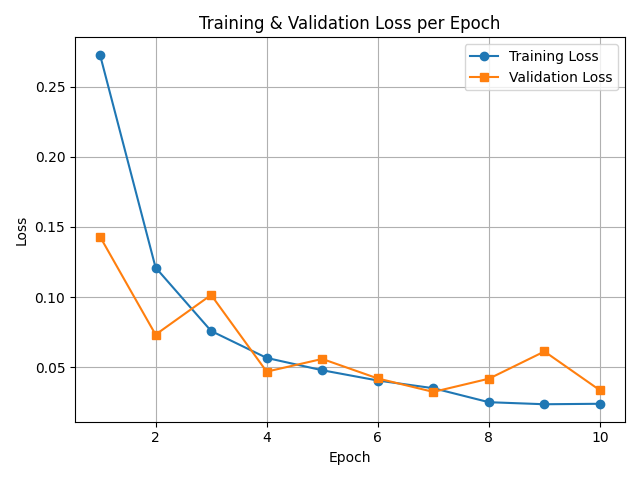 Training & Validation Loss per Epoch
Training Loss
Validation Loss
Loss
0.25
0.20
0.15
0.10
0.05
2 4 6 8 10
Epoch